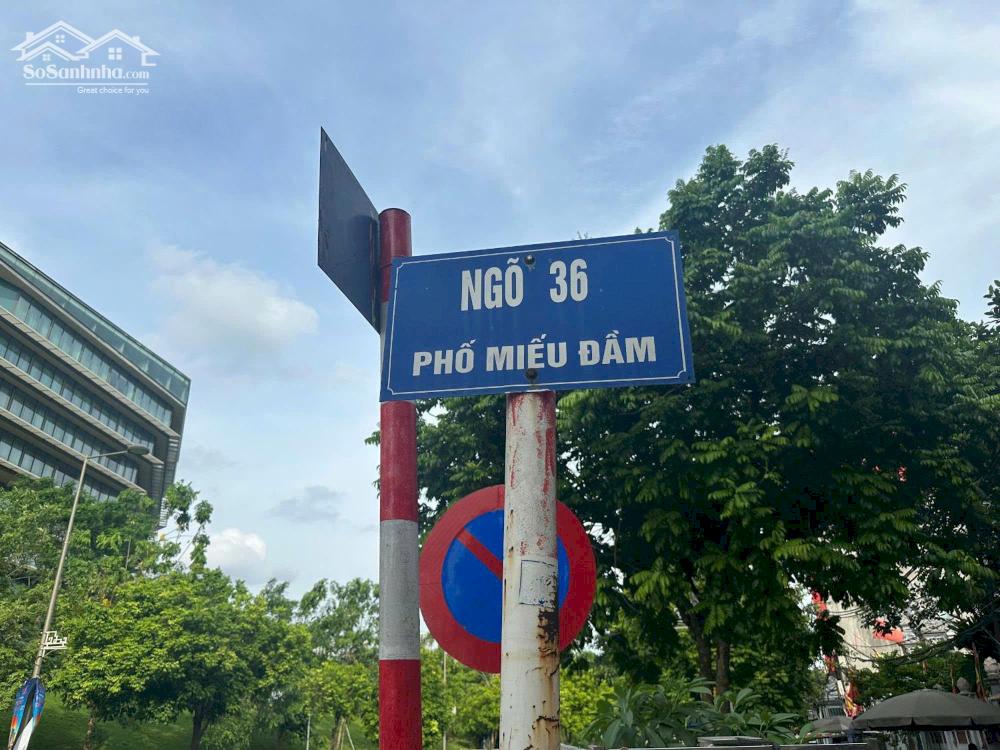 SoSanhnha.com
Great choice for you
NGÕ 36
PHỐ MIẾU ĐẦM